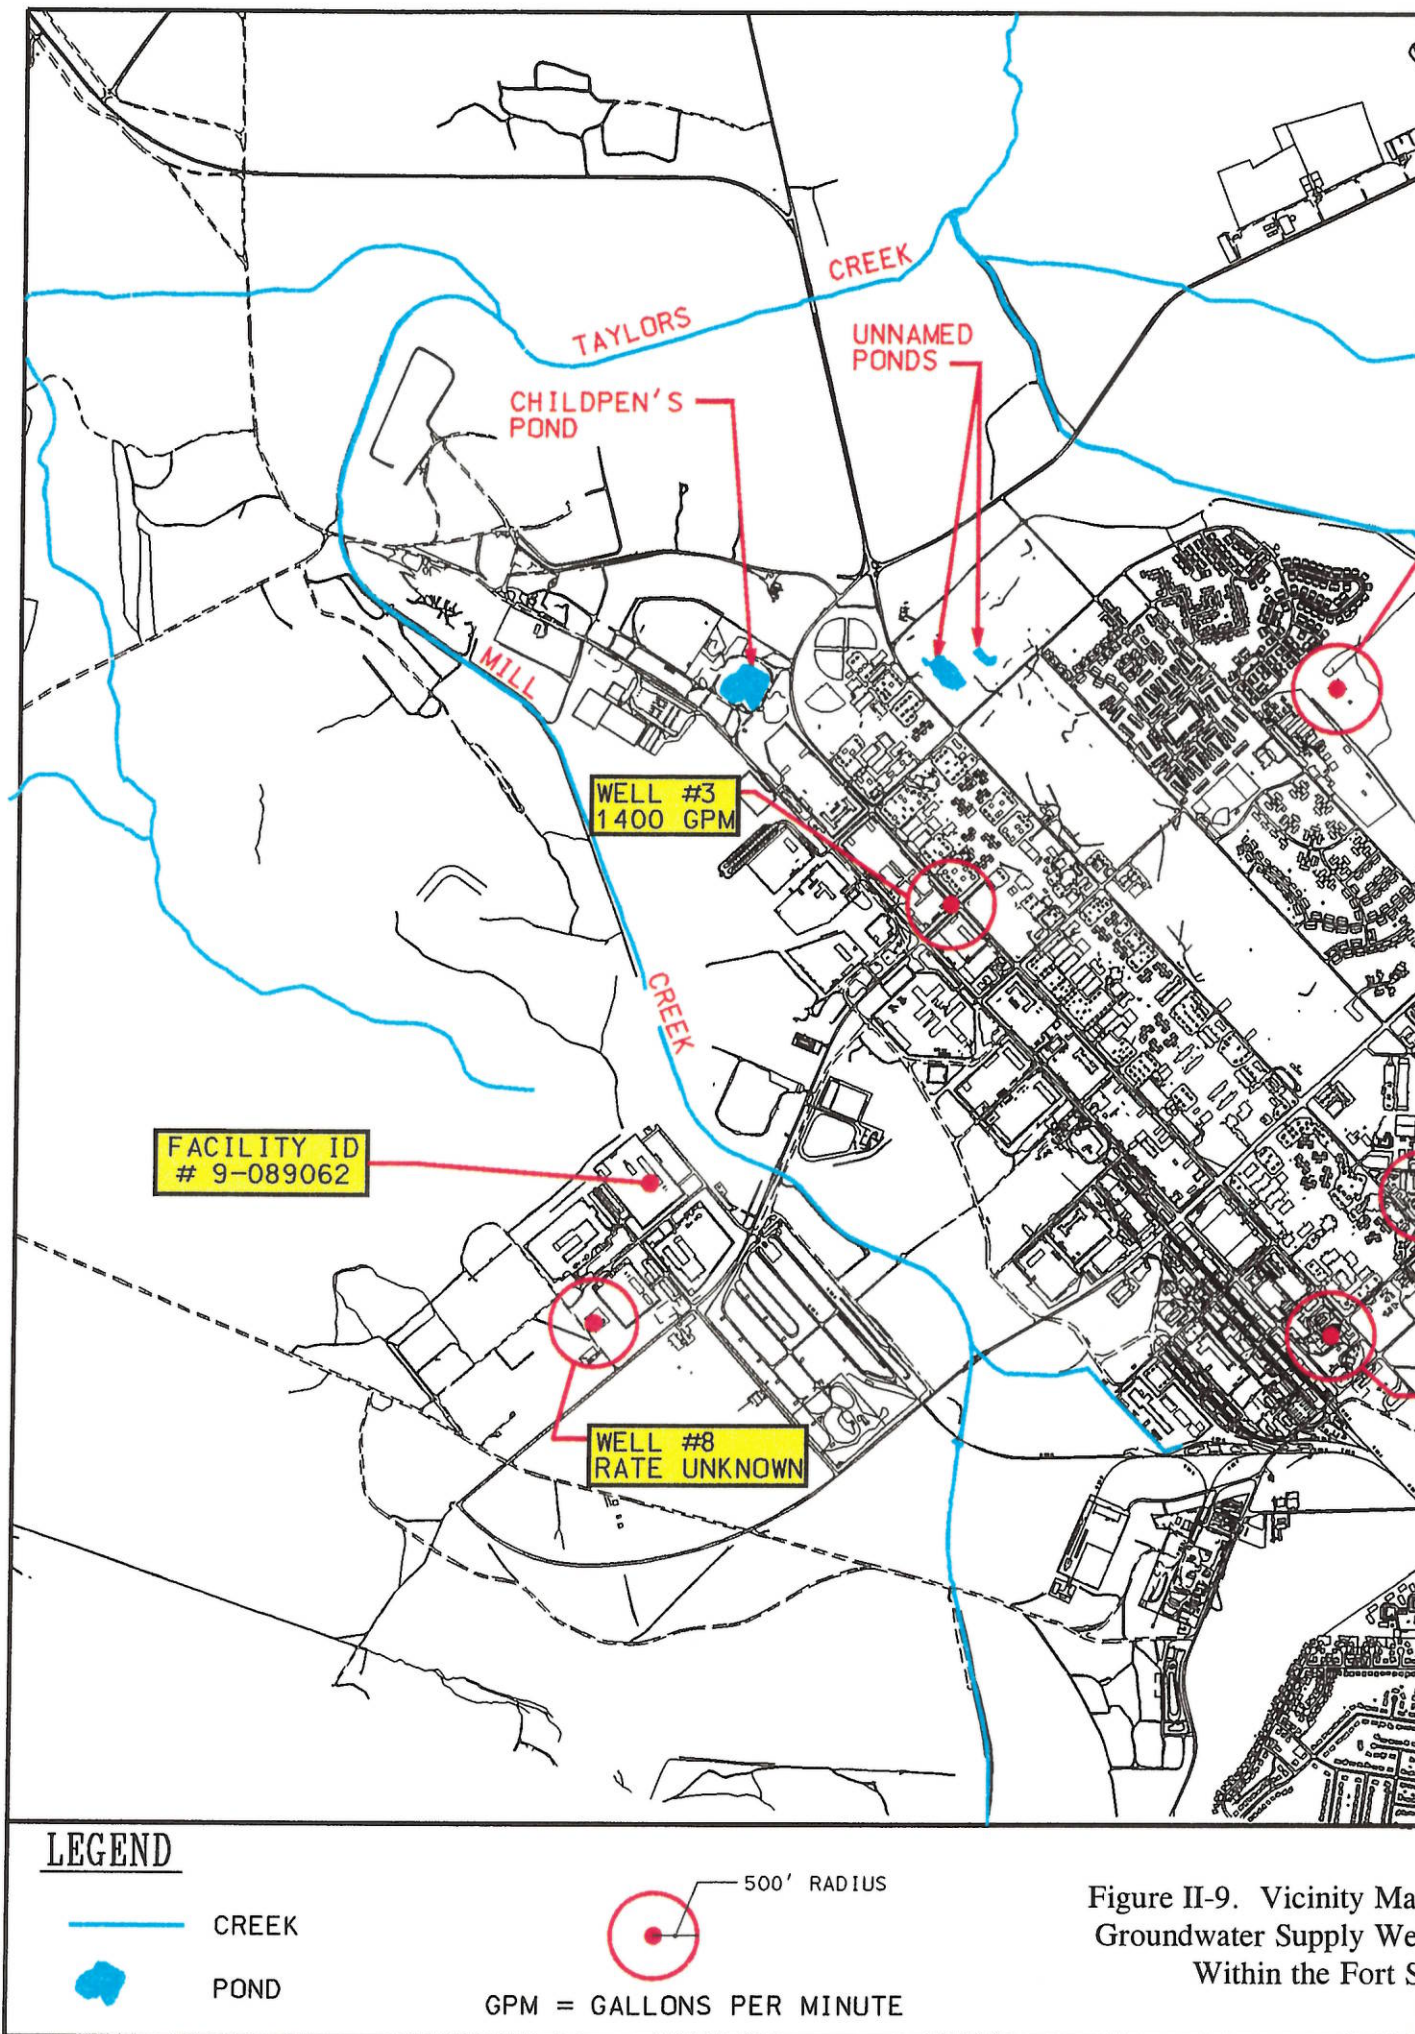 CREEK
TAYLORS
UNNAMED
PONDS
CHILDPEN'S
POND
MILL
WELL #3
1400 GPM
CREEK
FACILITY ID
# 9-089062
WELL #8
RATE UNKNOWN
LEGEND
500' RADIUS
CREEK
POND
GPM = GALLONS PER MINUTE
Figure II-9. Vicinity Ma
Groundwater Supply We
Within the Fort S